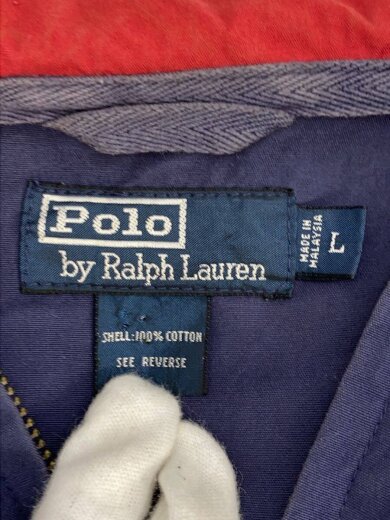 Polo
by Ralph Lauren
MADE IN
MALAYSIA
L
SHELL:100% COTTON
SEE REVERSE